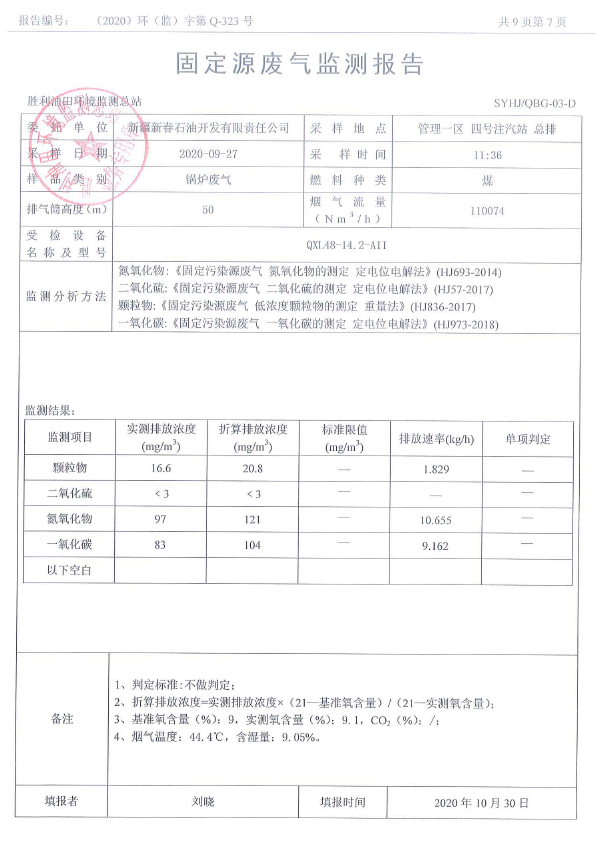 报告编号: (2020)环(监)字第 Q-323 号 共 9 页第 7 页
固定源废气监测报告
胜利油田环境监测总站 SYHJ/QBG-03-D
委托单位 新疆新春石油开发有限责任公司 采样地点 管理一区 四号注汽站 总排
采样日期 2020-09-27 采样时间 11:36
样品类别 锅炉废气 燃料种类 煤
排气筒高度(m) 50 烟气流量(Nm³/h) 110074
受检设备名称及型号 QXL48-14.2-AII
监测分析方法
氮氧化物:《固定污染源废气 氮氧化物的测定 定电位电解法》(HJ693-2014)
二氧化硫:《固定污染源废气 二氧化硫的测定 定电位电解法》(HJ57-2017)
颗粒物:《固定污染源废气 低浓度颗粒物的测定 重量法》(HJ836-2017)
一氧化碳:《固定污染源废气 一氧化碳的测定 定电位电解法》(HJ973-2018)
监测结果:
监测项目 实测排放浓度(mg/m³) 折算排放浓度(mg/m³) 标准限值(mg/m³) 排放速率(kg/h) 单项判定
颗粒物 16.6 20.8 — 1.829 —
二氧化硫 <3 <3 — — —
氮氧化物 97 121 — 10.655 —
一氧化碳 83 104 — 9.162 —
以下空白
备注
1、判定标准:不做判定;
2、折算排放浓度=实测排放浓度×(21—基准氧含量)/(21—实测氧含量);
3、基准氧含量(%):9,实测氧含量(%):9.1,CO₂(%):/;
4、烟气温度:44.4℃,含湿量:9.05%。
填报者 刘晓 填报时间 2020 年 10 月 30 日